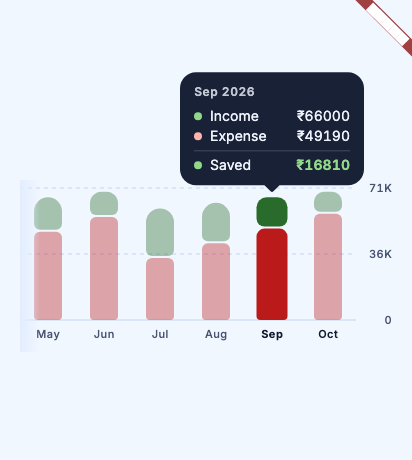 Sep 2026
Income ₹66000
Expense ₹49190
Saved ₹16810
71K
36K
0
May Jun Jul Aug Sep Oct